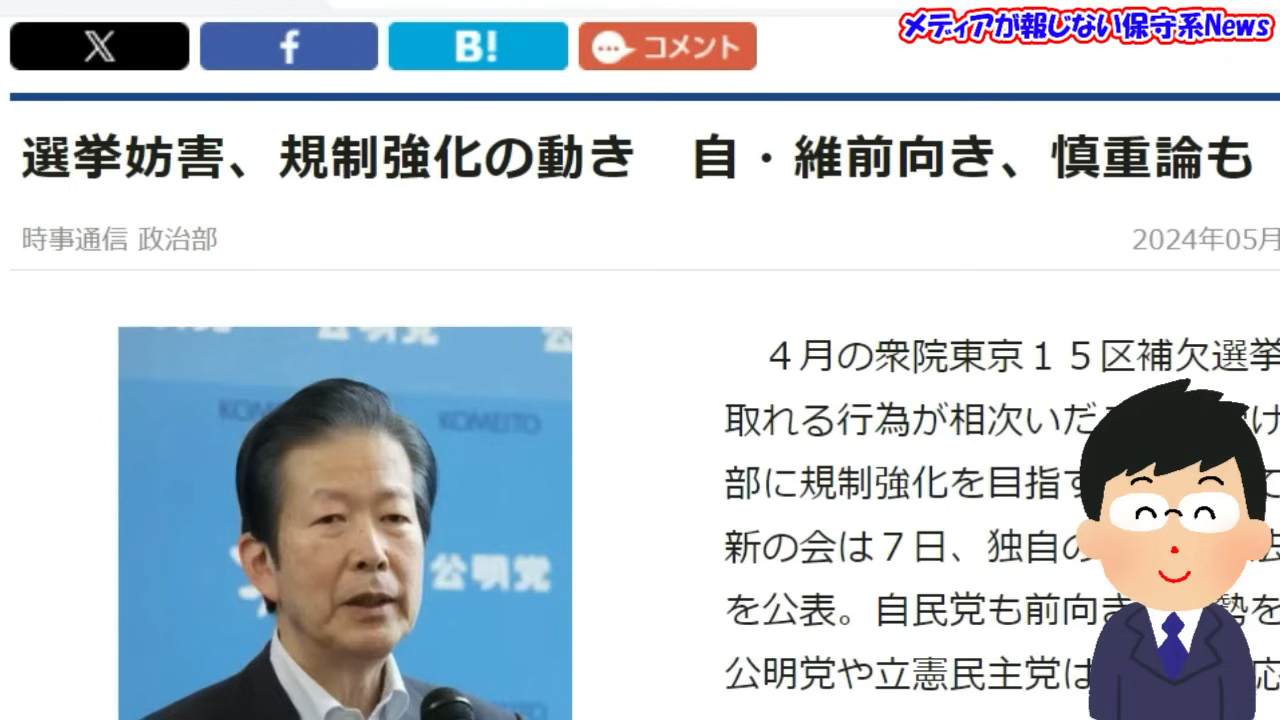 メディアが報じない保守系News
X
f
B!
コメント
選挙妨害、規制強化の動き　自・維前向き、慎重論も
時事通信 政治部
2024年05月
公明党
KOMEITO
公明党
４月の衆院東京１５区補欠選挙
取れる行為が相次いだ
部に規制強化を目指す
新の会は７日、独自の
を公表。自民党も前向き
公明党や立憲民主党は